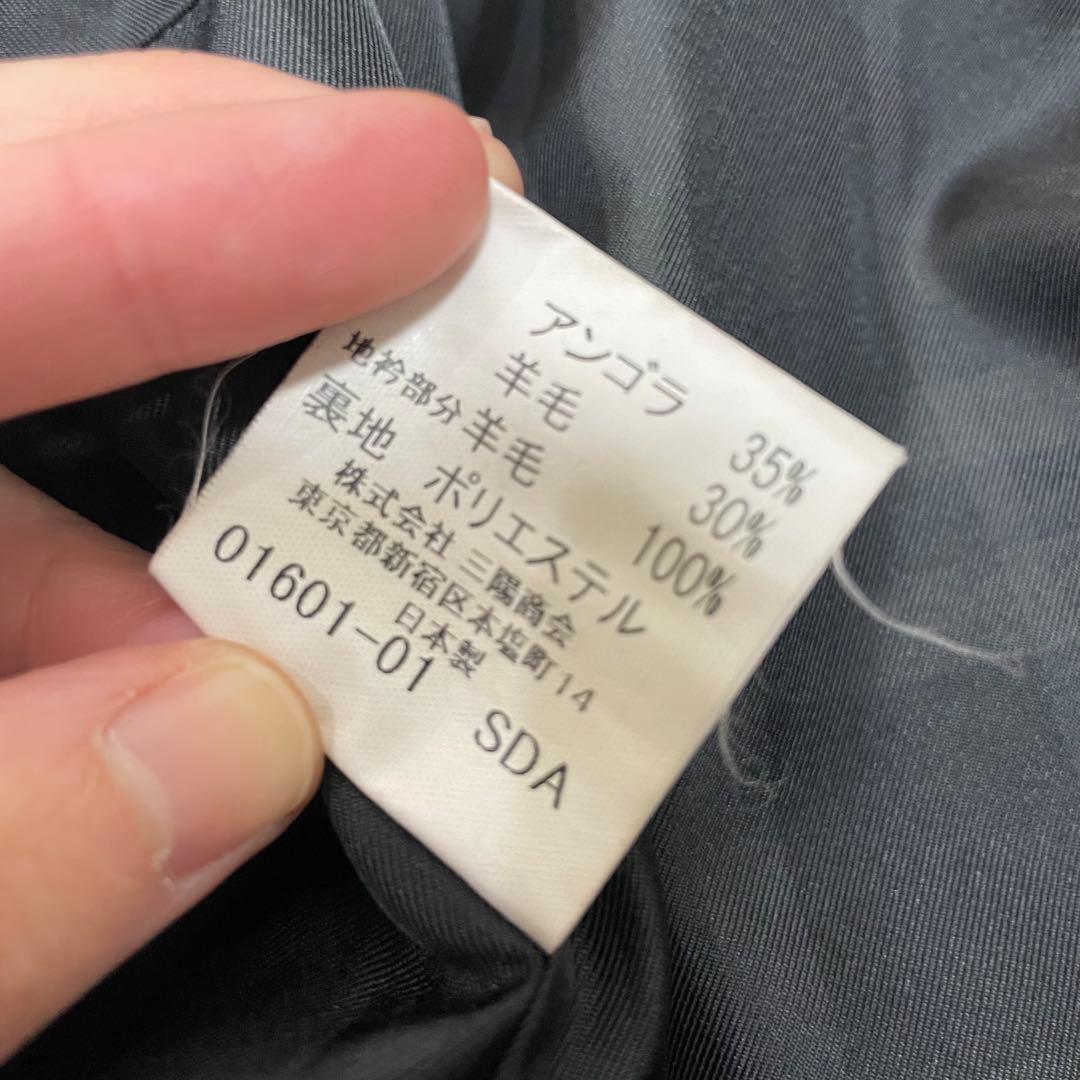 アンゴラ 35%
羊毛 30%
地衿部分 羊毛 100%
裏地 ポリエステル
株式会社 三陽商会
東京都新宿区本塩町14
日本製
01601-01 SDA